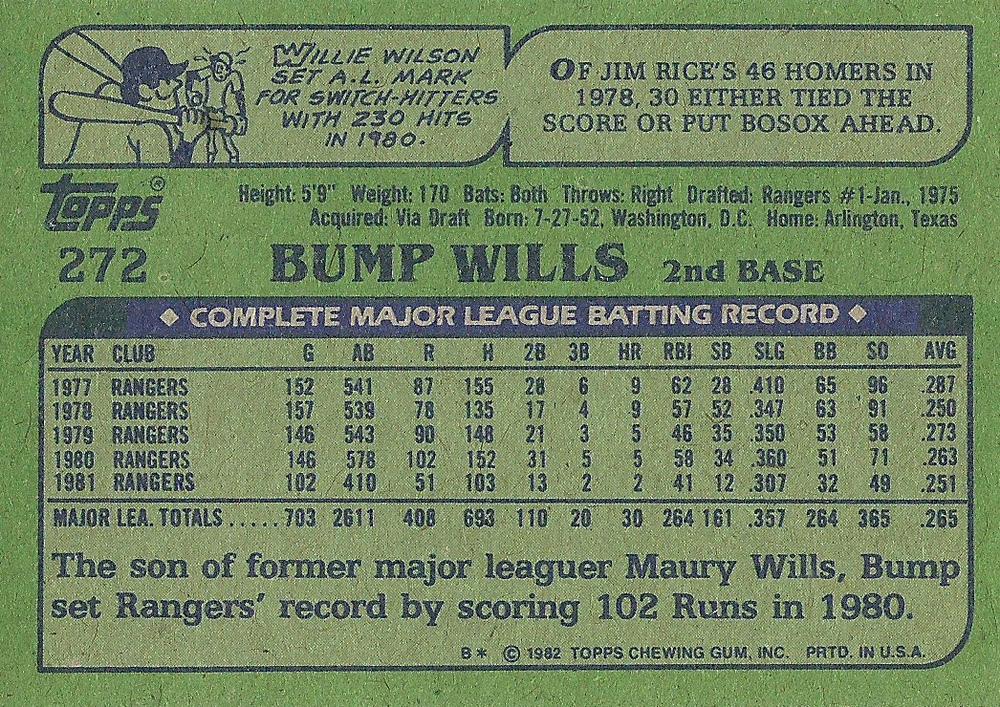 WILLIE WILSON
SET A.L. MARK
FOR SWITCH-HITTERS
WITH 230 HITS
IN 1980.
OF JIM RICE'S 46 HOMERS IN
1978, 30 EITHER TIED THE
SCORE OR PUT BOSOX AHEAD.
Topps®
Height: 5'9" Weight: 170 Bats: Both Throws: Right Drafted: Rangers #1-Jan., 1975
Acquired: Via Draft Born: 7-27-52, Washington, D.C. Home: Arlington, Texas
272 BUMP WILLS 2nd BASE
◆ COMPLETE MAJOR LEAGUE BATTING RECORD ◆
YEAR CLUB G AB R H 2B 3B HR RBI SB SLG BB SO AVG
1977 RANGERS 152 541 87 155 28 6 9 62 28 .410 65 96 .287
1978 RANGERS 157 539 78 135 17 4 9 57 52 .347 63 91 .250
1979 RANGERS 146 543 90 148 21 3 5 46 35 .350 53 58 .273
1980 RANGERS 146 578 102 152 31 5 5 58 34 .360 51 71 .263
1981 RANGERS 102 410 51 103 13 2 2 41 12 .307 32 49 .251
MAJOR LEA. TOTALS .....703 2611 408 693 110 20 30 264 161 .357 264 365 .265
The son of former major leaguer Maury Wills, Bump
set Rangers' record by scoring 102 Runs in 1980.
B* © 1982 TOPPS CHEWING GUM, INC. PRTD. IN U.S.A.